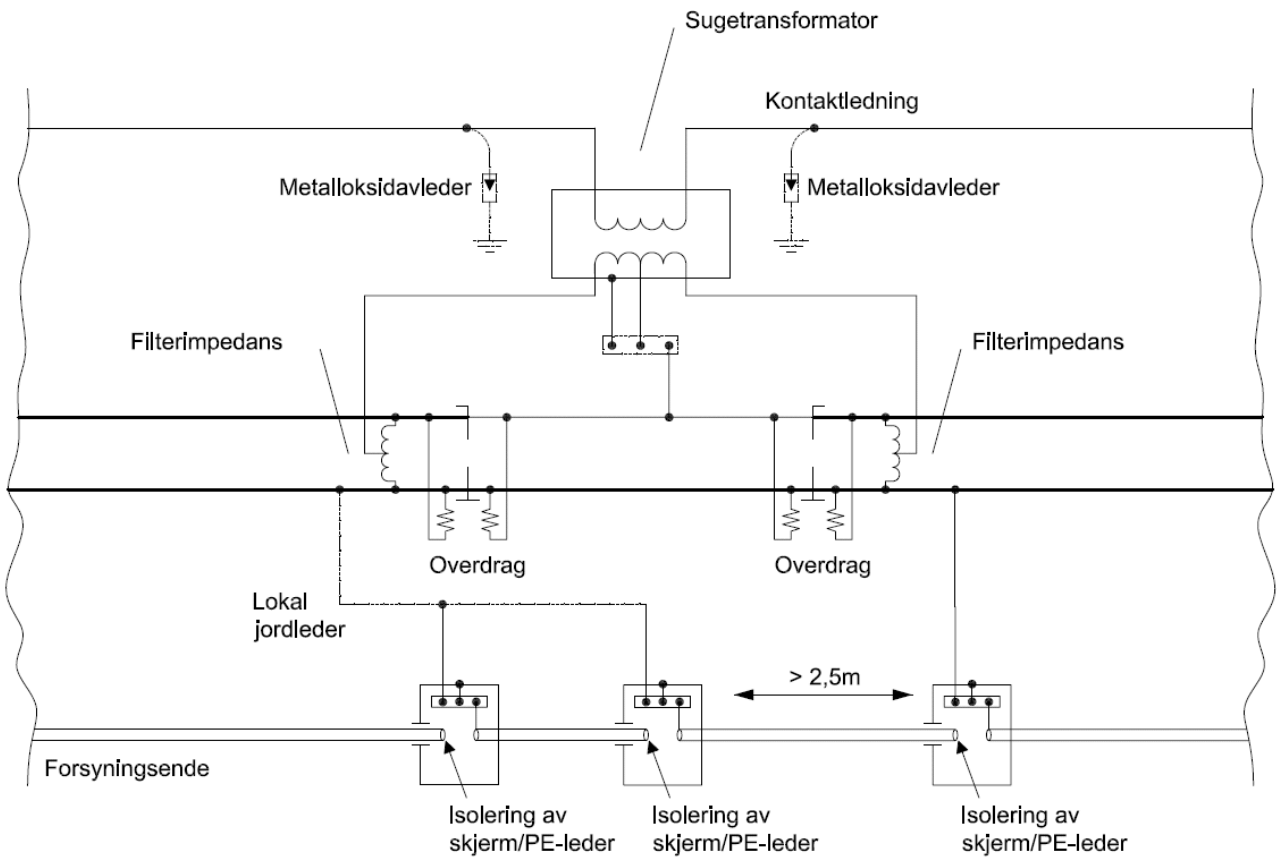 Sugetransformator
Kontaktledning
Metalloksidavleder
Metalloksidavleder
Filterimpedans
Filterimpedans
Overdrag
Overdrag
Lokal
jordleder
> 2,5m
Forsyningsende
Isolering av
skjerm/PE-leder
Isolering av
skjerm/PE-leder
Isolering av
skjerm/PE-leder